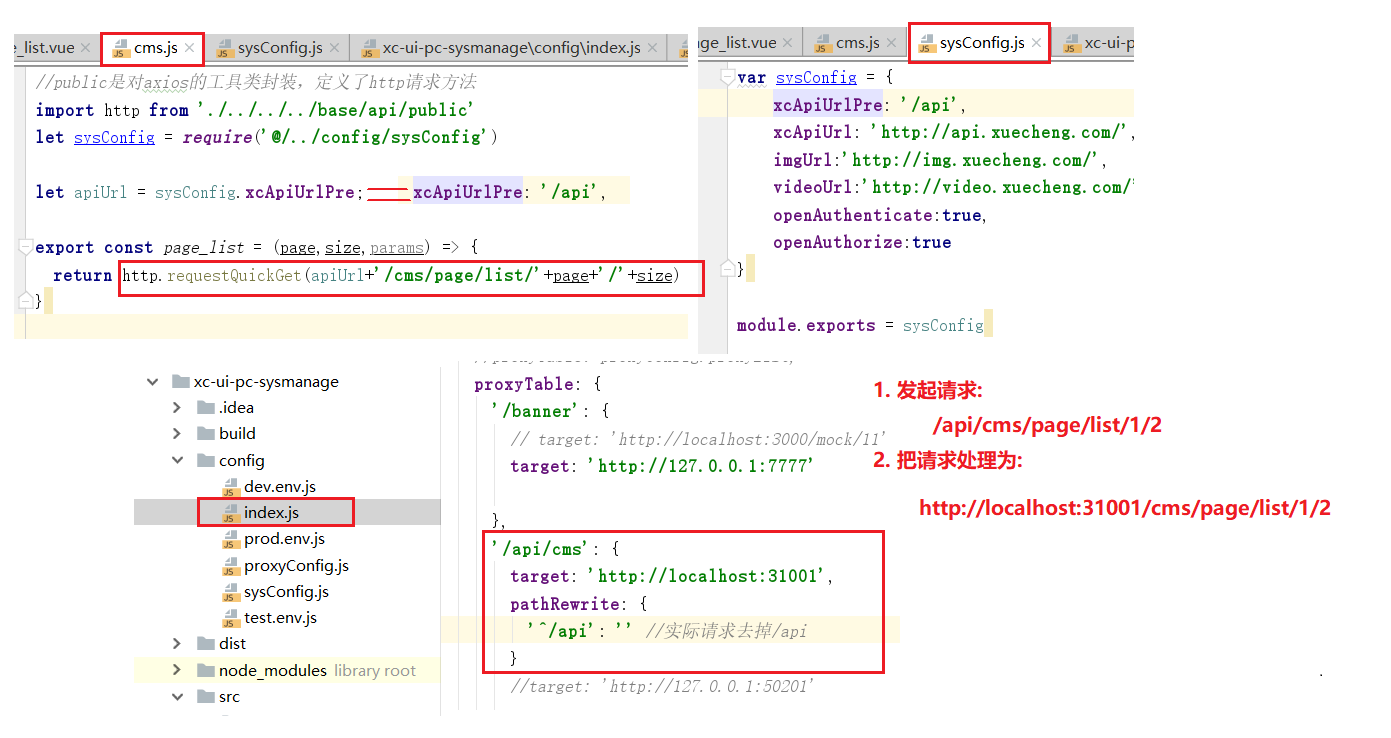 _list.vue
cms.js
sysConfig.js
xc-ui-pc-sysmanage\config\index.js
//public是对axios的工具类封装，定义了http请求方法
import http from './../../../base/api/public'
let sysConfig = require('@/../config/sysConfig')
let apiUrl = sysConfig.xcApiUrlPre; xcApiUrlPre: '/api',
export const page_list = (page,size,params) => {
return http.requestQuickGet(apiUrl+'/cms/page/list/'+page+'/'+size)
}
ge_list.vue
cms.js
sysConfig.js
xc-ui-p
var sysConfig = {
xcApiUrlPre: '/api',
xcApiUrl: 'http://api.xuecheng.com/',
imgUrl:'http://img.xuecheng.com/',
videoUrl:'http://video.xuecheng.com/'
openAuthenticate:true,
openAuthorize:true
}
module.exports = sysConfig
xc-ui-pc-sysmanage
.idea
build
config
dev.env.js
index.js
prod.env.js
proxyConfig.js
sysConfig.js
test.env.js
dist
node_modules library root
src
proxyTable: {
'/banner': {
// target: 'http://localhost:3000/mock/11'
target: 'http://127.0.0.1:7777'
},
'/api/cms': {
target: 'http://localhost:31001',
pathRewrite: {
'^/api': '' //实际请求去掉/api
}
//target: 'http://127.0.0.1:50201'
1. 发起请求:
/api/cms/page/list/1/2
2. 把请求处理为:
http://localhost:31001/cms/page/list/1/2